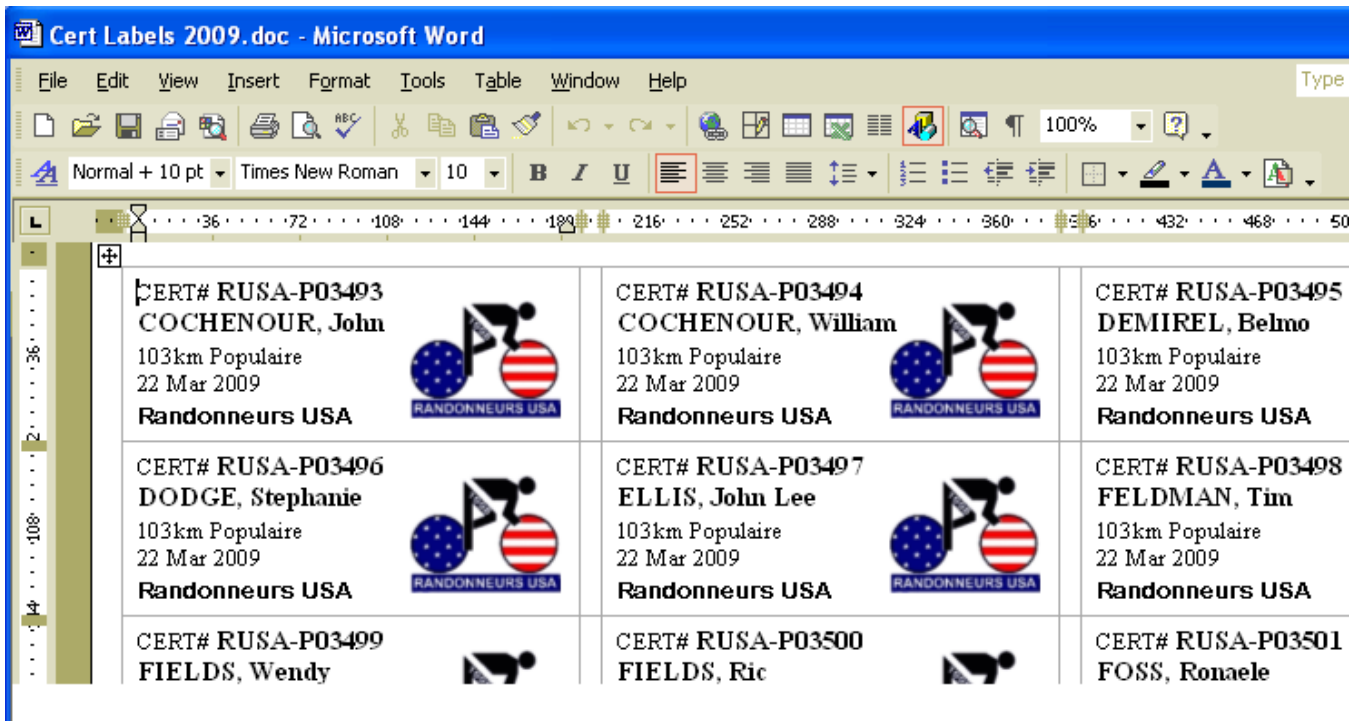 Cert Labels 2009.doc - Microsoft Word
File Edit View Insert Format Tools Table Window Help
Type
ABC 100%
Normal + 10 pt Times New Roman 10 B I U A
L 36 72 108 144 216 252 288 324 360 432 468
CERT# RUSA-P03493
COCHENOUR, John
103km Populaire
22 Mar 2009
Randonneurs USA
RANDONNEURS USA
CERT# RUSA-P03494
COCHENOUR, William
103km Populaire
22 Mar 2009
Randonneurs USA
RANDONNEURS USA
CERT# RUSA-P03495
DEMIREL, Belmo
103km Populaire
22 Mar 2009
Randonneurs USA
36
CERT# RUSA-P03496
DODGE, Stephanie
103km Populaire
22 Mar 2009
Randonneurs USA
RANDONNEURS USA
CERT# RUSA-P03497
ELLIS, John Lee
103km Populaire
22 Mar 2009
Randonneurs USA
RANDONNEURS USA
CERT# RUSA-P03498
FELDMAN, Tim
103km Populaire
22 Mar 2009
Randonneurs USA
108
CERT# RUSA-P03499
FIELDS, Wendy
CERT# RUSA-P03500
FIELDS, Ric
CERT# RUSA-P03501
FOSS, Ronaele